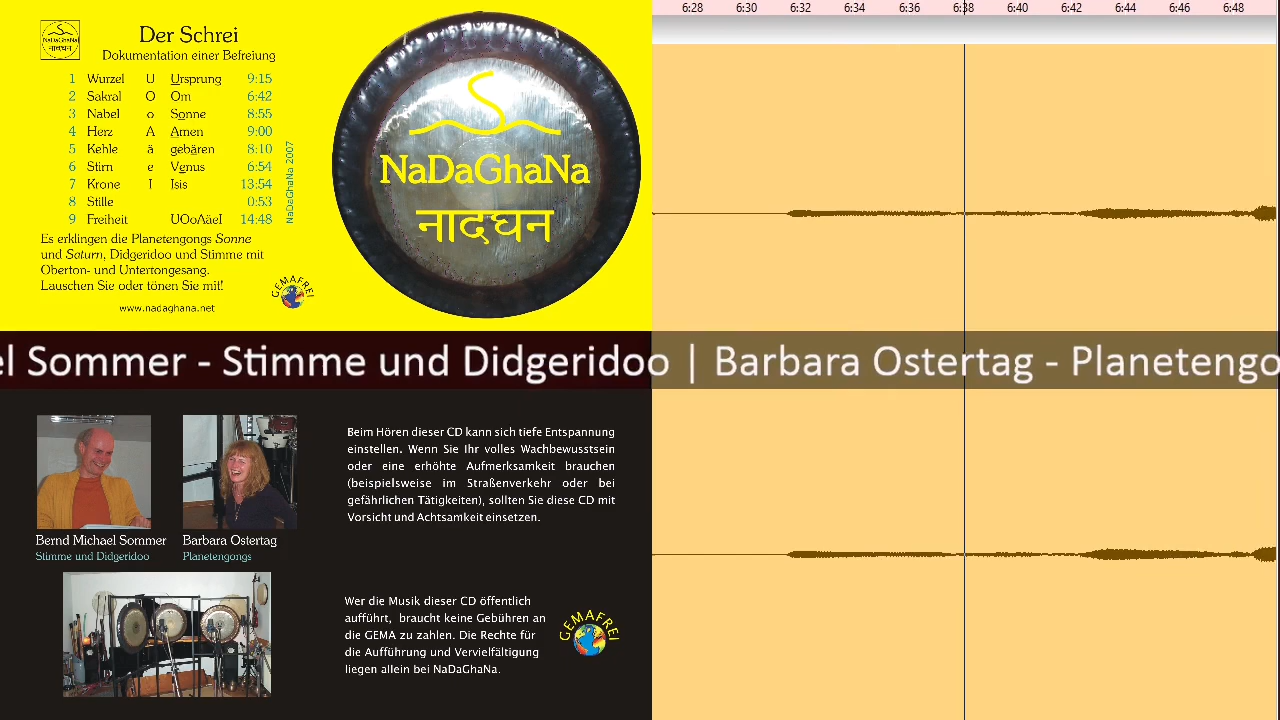 NaDaGhaNa
नादघन
Der Schrei
Dokumentation einer Befreiung
1 Wurzel U Ursprung 9:15
2 Sakral O Om 6:42
3 Nabel o Sonne 8:55
4 Herz A Amen 9:00
5 Kehle ä gebären 8:10
6 Stirn e Venus 6:54
7 Krone I Isis 13:54
8 Stille 0:53
9 Freiheit UOoAäeI 14:48
NaDaGhaNa 2007
Es erklingen die Planetengongs Sonne
und Saturn, Didgeridoo und Stimme mit
Oberton- und Untertongesang.
Lauschen Sie oder tönen Sie mit!
GEMAFREI
www.nadaghana.net
NaDaGhaNa
नादघन
6:28 6:30 6:32 6:34 6:36 6:38 6:40 6:42 6:44 6:46 6:48
el Sommer - Stimme und Didgeridoo | Barbara Ostertag - Planetengo
Bernd Michael Sommer
Stimme und Didgeridoo
Barbara Ostertag
Planetengongs
Beim Hören dieser CD kann sich tiefe Entspannung
einstellen. Wenn Sie Ihr volles Wachbewusstsein
oder eine erhöhte Aufmerksamkeit brauchen
(beispielsweise im Straßenverkehr oder bei
gefährlichen Tätigkeiten), sollten Sie diese CD mit
Vorsicht und Achtsamkeit einsetzen.
Wer die Musik dieser CD öffentlich
aufführt, braucht keine Gebühren an
die GEMA zu zahlen. Die Rechte für
die Aufführung und Vervielfältigung
liegen allein bei NaDaGhaNa.
GEMAFREI